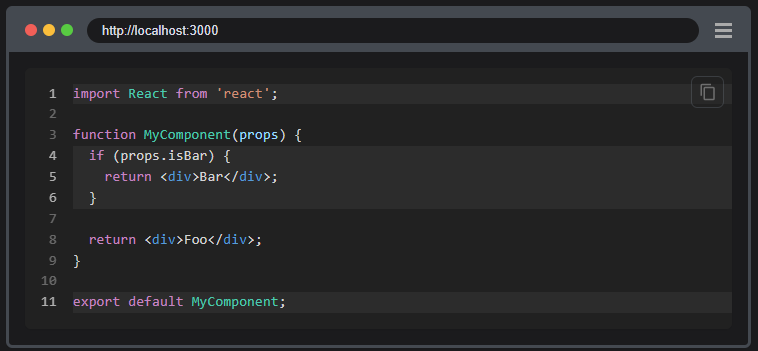 http://localhost:3000
1 import React from 'react';
2
3 function MyComponent(props) {
4   if (props.isBar) {
5     return <div>Bar</div>;
6   }
7
8   return <div>Foo</div>;
9 }
10
11 export default MyComponent;